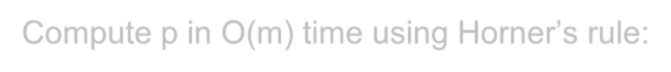 Compute p in O(m) time using Horner’s rule: